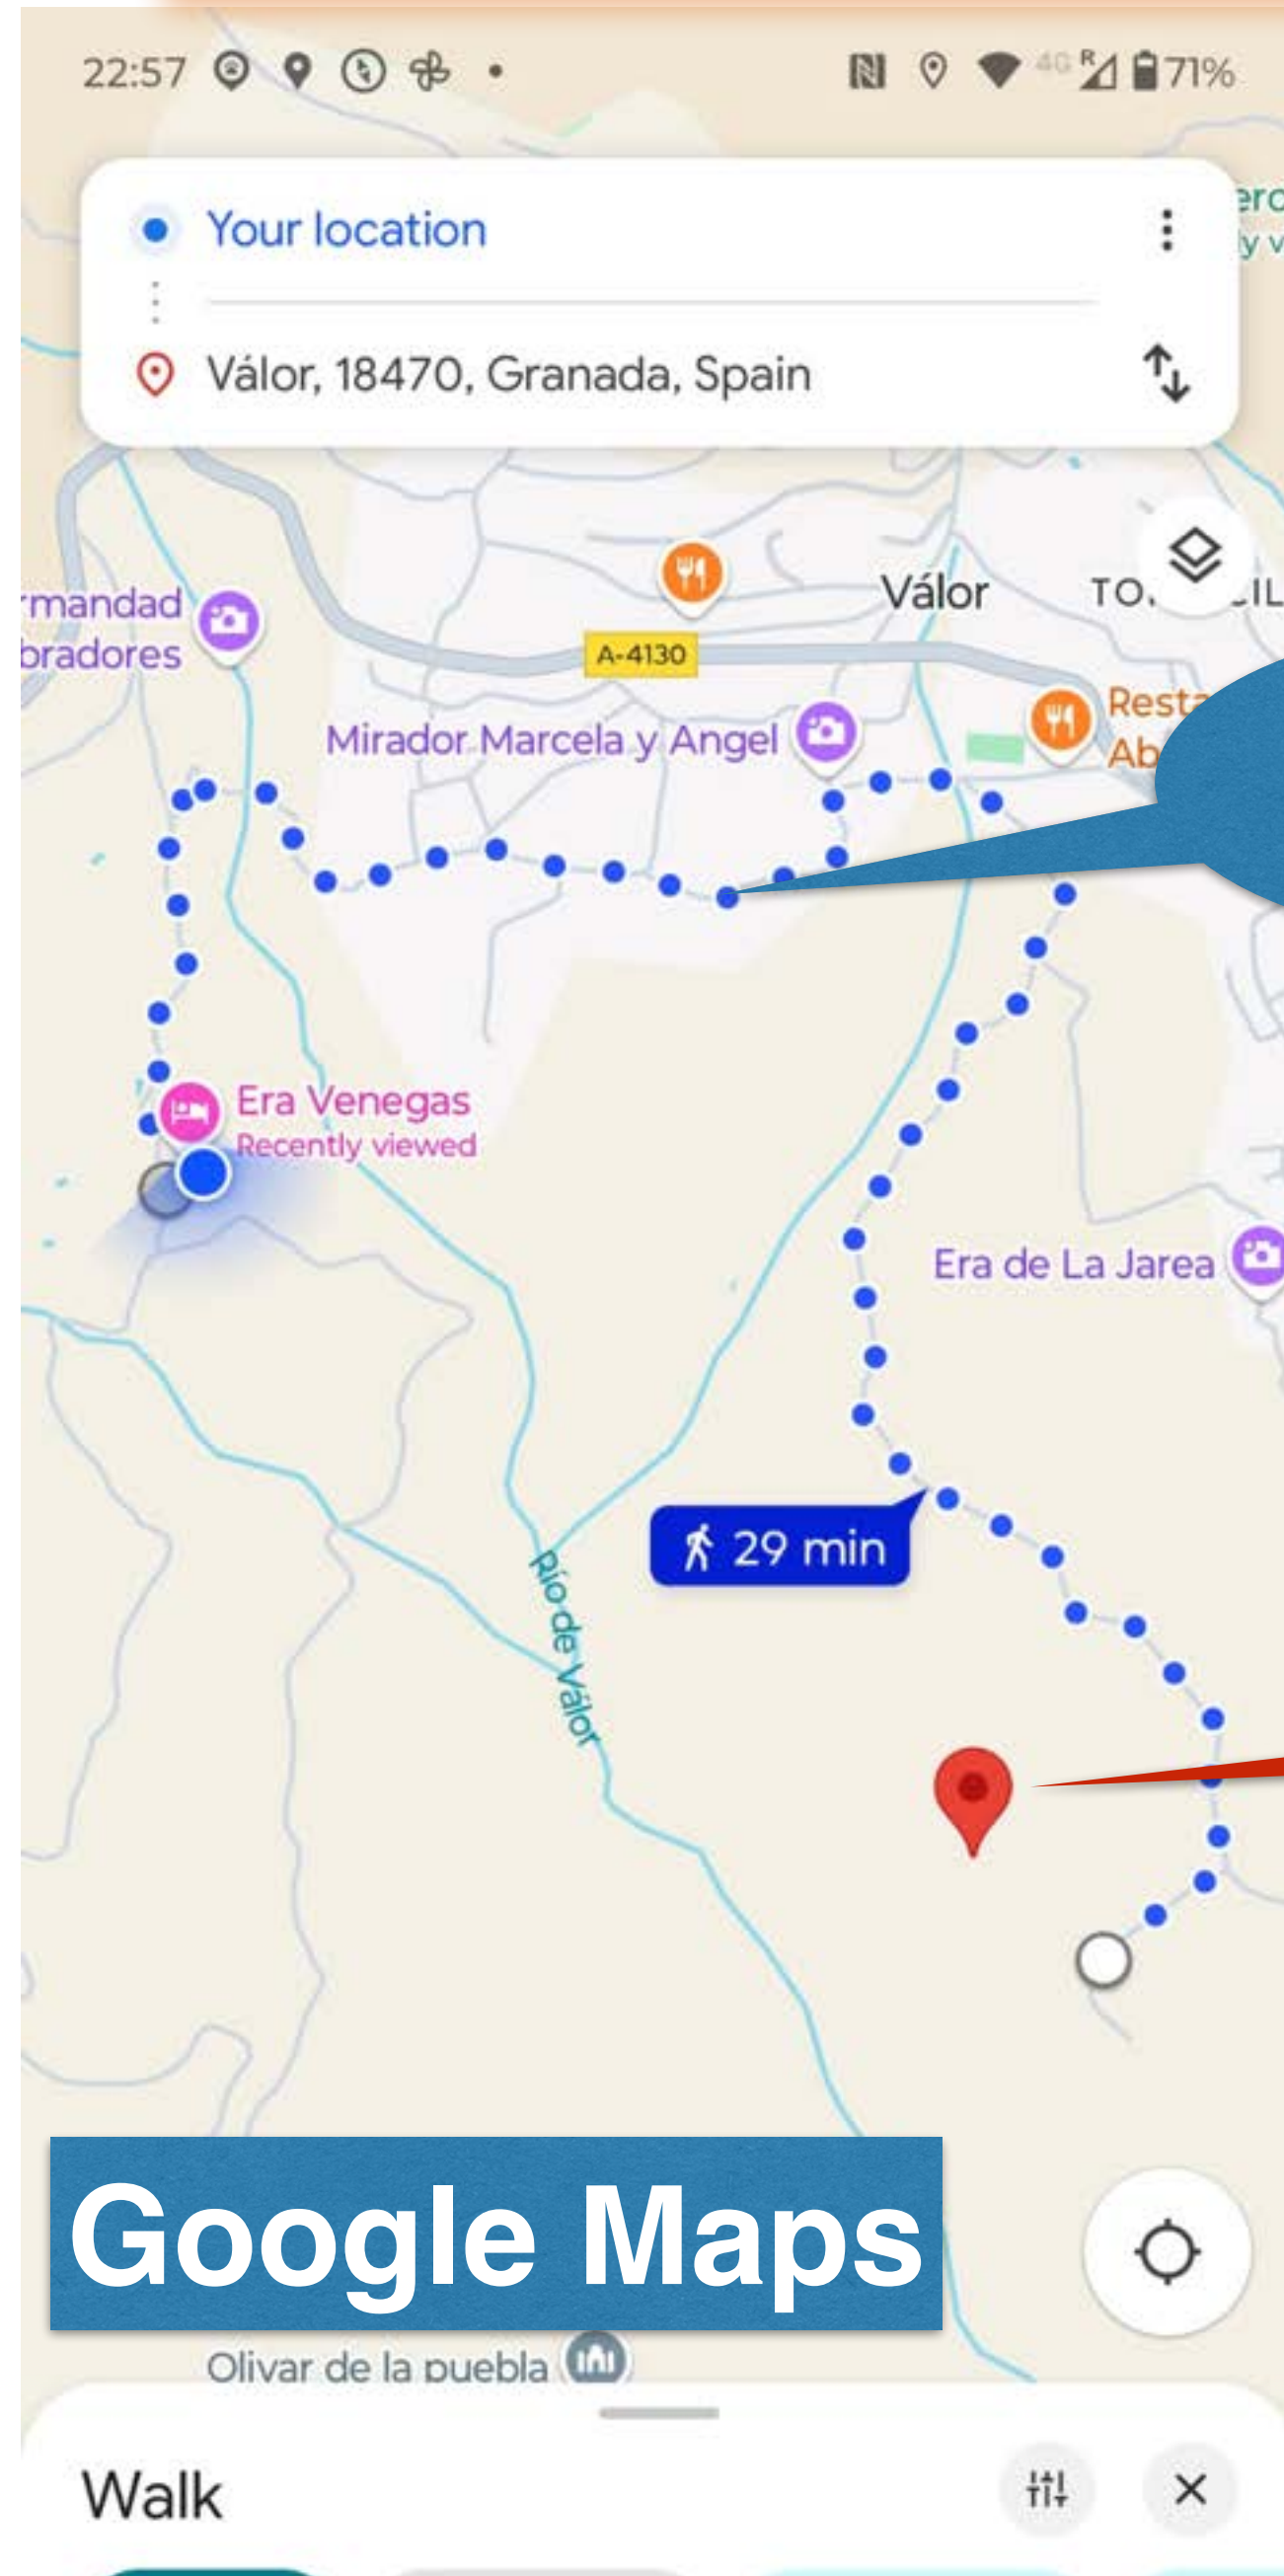 22:57
4G R 71%
Your location
Válor, 18470, Granada, Spain
Válor
A-4130
Mirador Marcela y Angel
Era Venegas
Recently viewed
Era de La Jarea
29 min
Río de Válor
Google Maps
Olivar de la puebla
Walk